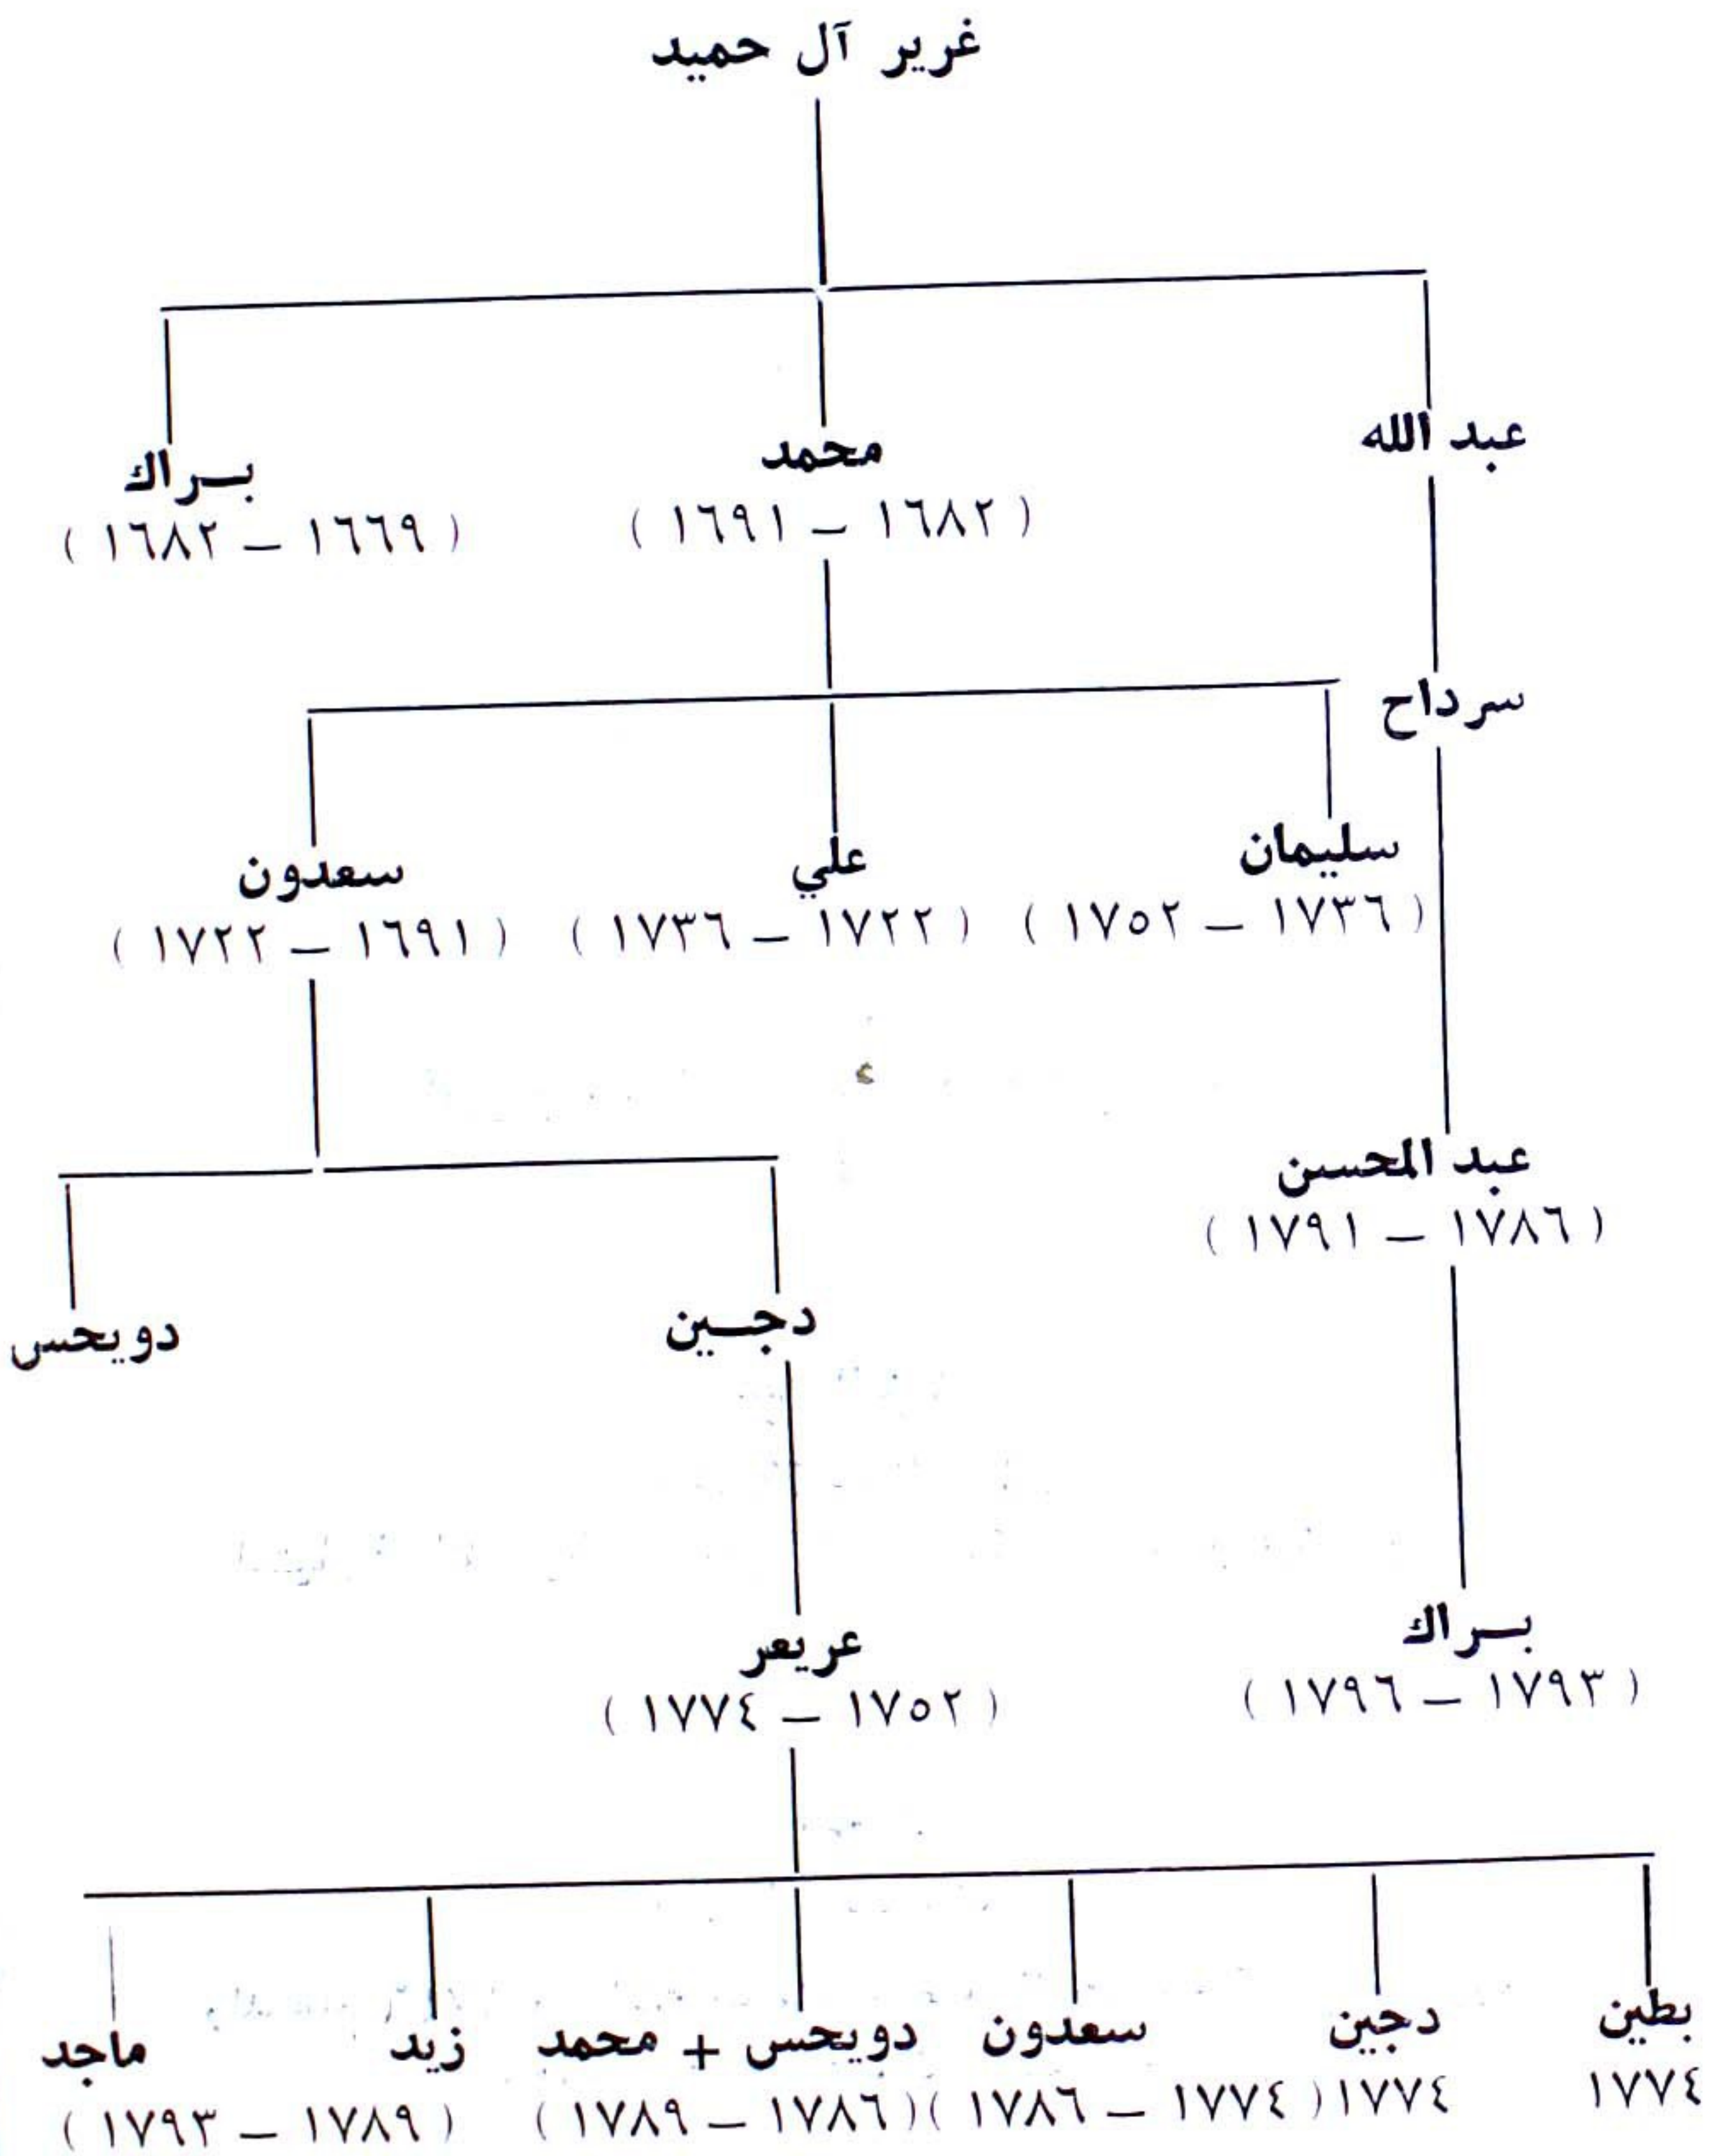 غرير آل حميد
عبد الله
محمد
بـراك
( ١٦٨٢ – ١٦٩١ )
( ١٦٦٩ – ١٦٨٢ )
سرداح
سليمان
علي
سعدون
( ١٧٣٦ – ١٧٥٢ )
( ١٧٢٢ – ١٧٣٦ )
( ١٦٩١ – ١٧٢٢ )
عبد المحسن
( ١٧٨٦ – ١٧٩١ )
دجـين
دويحس
بـراك
( ١٧٩٣ – ١٧٩٦ )
عريعر
( ١٧٥٢ – ١٧٧٤ )
بطين
دجين
سعدون
دويحس + محمد
زيد
ماجد
١٧٧٤
١٧٧٤
( ١٧٧٤ – ١٧٨٦ )
( ١٧٨٦ – ١٧٨٩ )
( ١٧٨٩ – ١٧٩٣ )